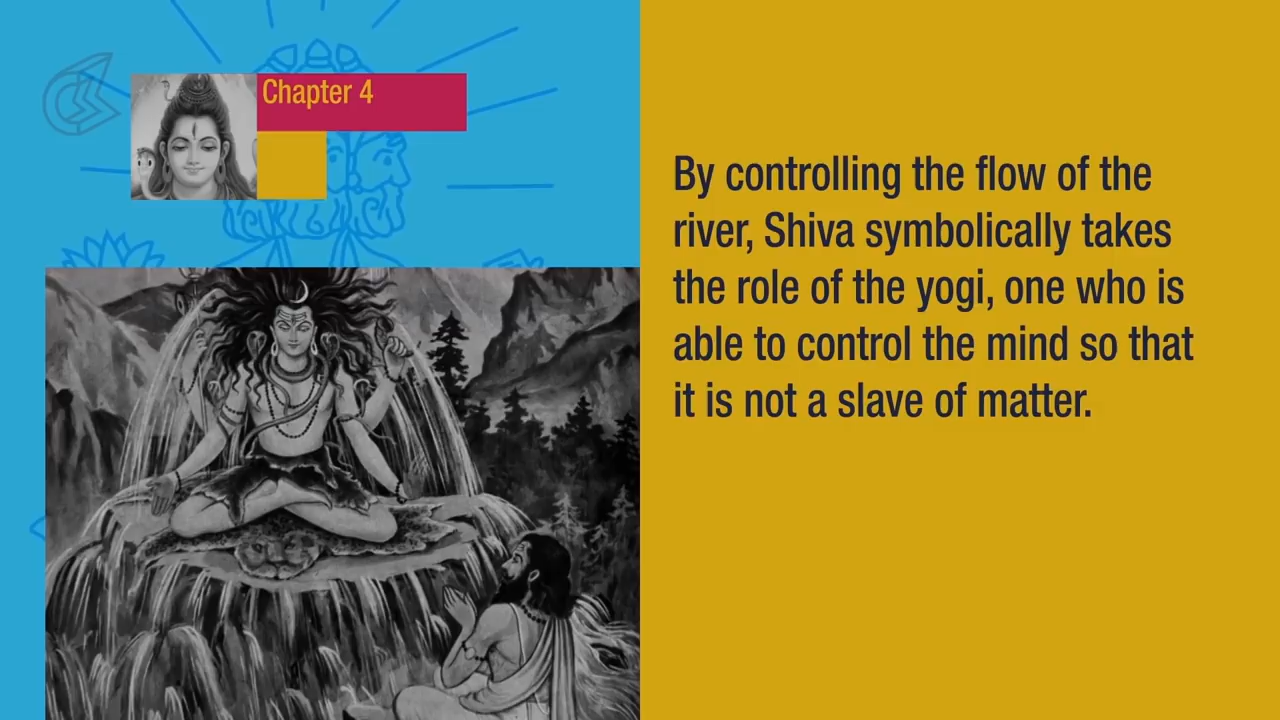 Chapter 4
By controlling the flow of the
river, Shiva symbolically takes
the role of the yogi, one who is
able to control the mind so that
it is not a slave of matter.